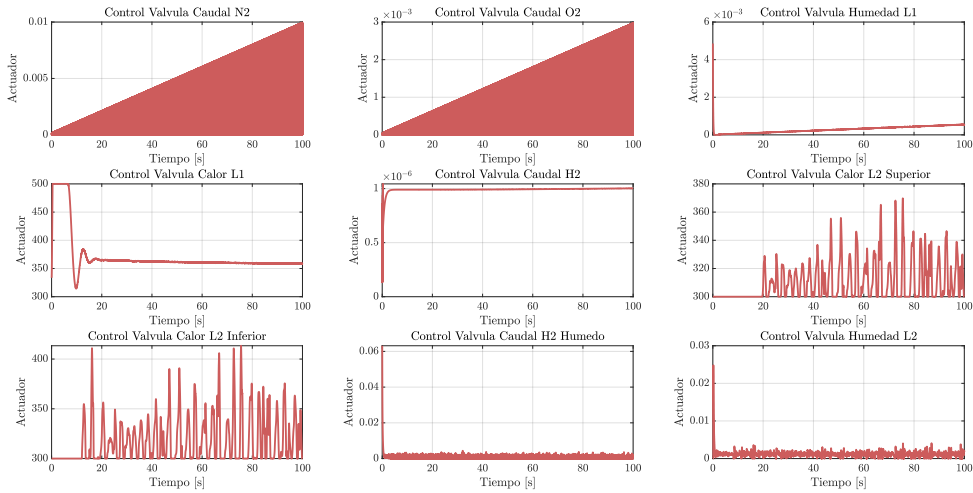 Control Valvula Caudal N2
Actuador
0.01
0.005
0
0 20 40 60 80 100
Tiempo [s]
Control Valvula Caudal O2
×10⁻³
Actuador
3
2
1
0
0 20 40 60 80 100
Tiempo [s]
Control Valvula Humedad L1
×10⁻³
Actuador
6
4
2
0
0 20 40 60 80 100
Tiempo [s]
Control Valvula Calor L1
Actuador
500
450
400
350
300
0 20 40 60 80 100
Tiempo [s]
Control Valvula Caudal H2
×10⁻⁶
Actuador
1
0.5
0
0 20 40 60 80 100
Tiempo [s]
Control Valvula Calor L2 Superior
Actuador
380
360
340
320
300
0 20 40 60 80 100
Tiempo [s]
Control Valvula Calor L2 Inferior
Actuador
400
350
300
0 20 40 60 80 100
Tiempo [s]
Control Valvula Caudal H2 Humedo
Actuador
0.06
0.04
0.02
0
0 20 40 60 80 100
Tiempo [s]
Control Valvula Humedad L2
Actuador
0.03
0.02
0.01
0
0 20 40 60 80 100
Tiempo [s]